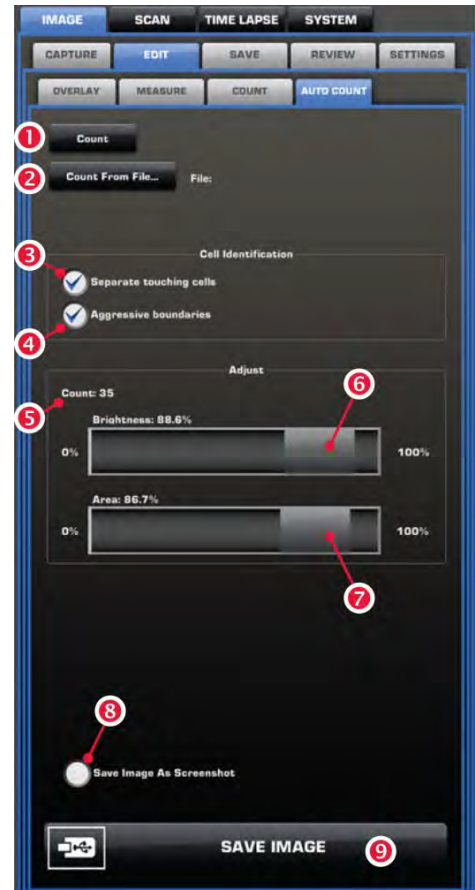 IMAGE SCAN TIME LAPSE SYSTEM
CAPTURE EDIT SAVE REVIEW SETTINGS
OVERLAY MEASURE COUNT AUTO COUNT
1 Count
2 Count From File... File:
Cell Identification
3 Separate touching cells
4 Aggressive boundaries
Adjust
5 Count: 35
6
Brightness: 88.6%
0% 100%
Area: 86.7%
0% 100%
7
8
Save Image As Screenshot
SAVE IMAGE 9